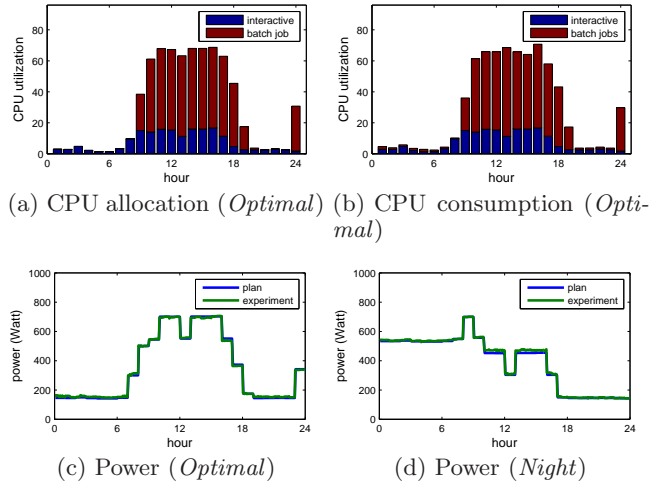 interactive
batch job
CPU utilization
80
60
40
20
0
0 6 12 18 24
hour
interactive
batch jobs
CPU utilization
80
60
40
20
0
0 6 12 18 24
hour
(a) CPU allocation (Optimal)
(b) CPU consumption (Opti-
mal)
plan
experiment
power (Watt)
1000
800
600
400
200
0
0 6 12 18 24
hour
plan
experiment
power (Watt)
1000
800
600
400
200
0
0 6 12 18 24
hour
(c) Power (Optimal)
(d) Power (Night)